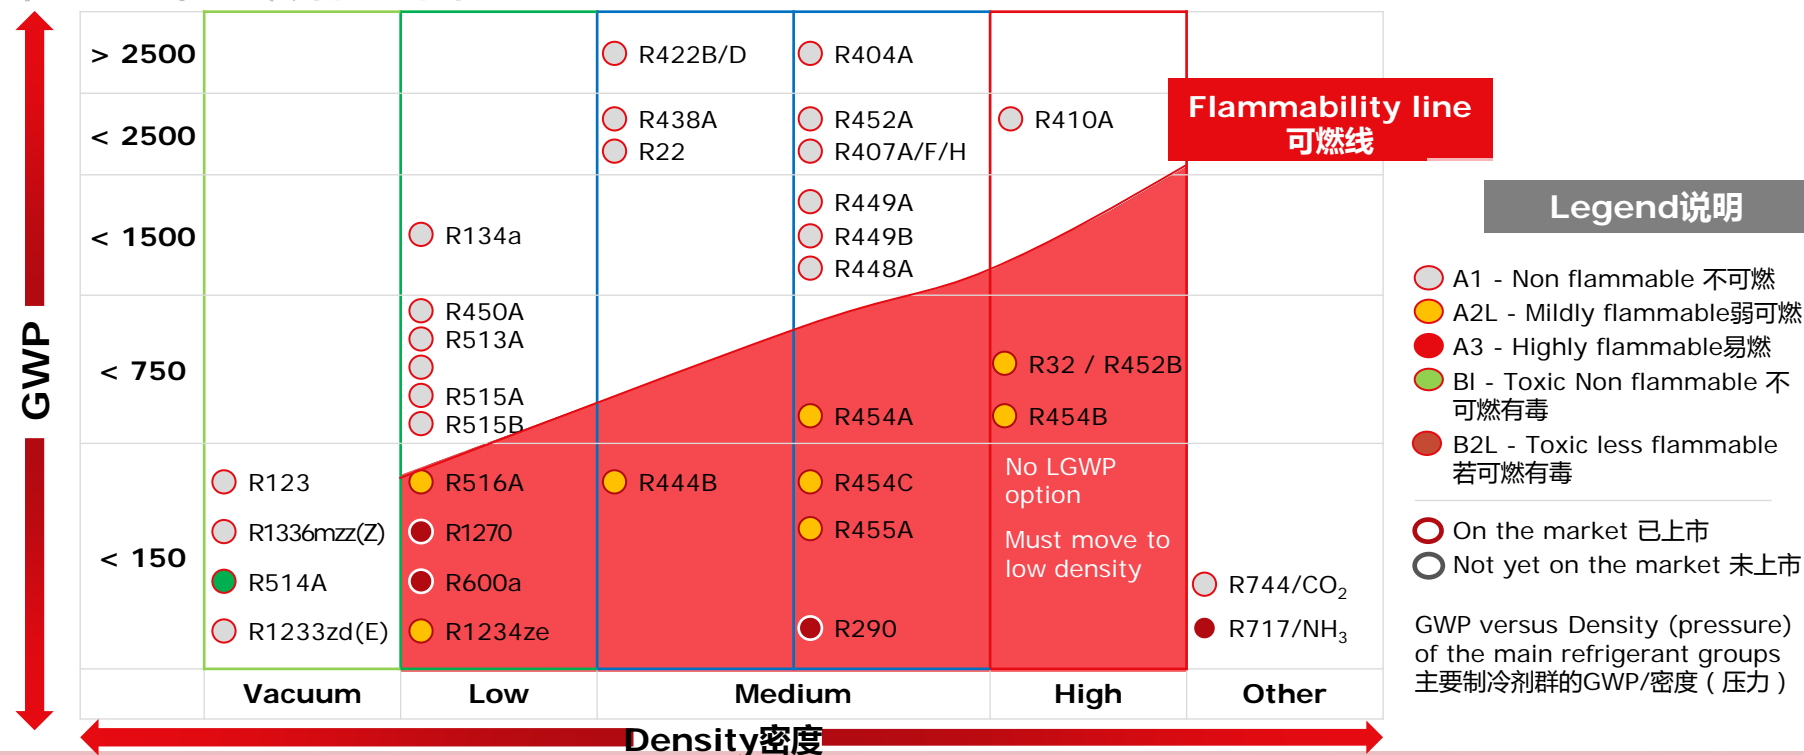 GWP
> 2500
R422B/D
R404A
< 2500
R438A
R22
R452A
R407A/F/H
R410A
Flammability line
可燃线
< 1500
R134a
R449A
R449B
R448A
< 750
R450A
R513A
R515A
R515B
R454A
R32 / R452B
R454B
< 150
R123
R1336mzz(Z)
R514A
R1233zd(E)
R516A
R1270
R600a
R1234ze
R444B
R454C
R455A
R290
No LGWP
option
Must move to
low density
R744/CO₂
R717/NH₃
Vacuum
Low
Medium
High
Other
Density密度
Legend说明
A1 - Non flammable 不可燃
A2L - Mildly flammable弱可燃
A3 - Highly flammable易燃
BI - Toxic Non flammable 不
可燃有毒
B2L - Toxic less flammable
若可燃有毒
On the market 已上市
Not yet on the market 未上市
GWP versus Density (pressure)
of the main refrigerant groups
主要制冷剂群的GWP/密度（压力）